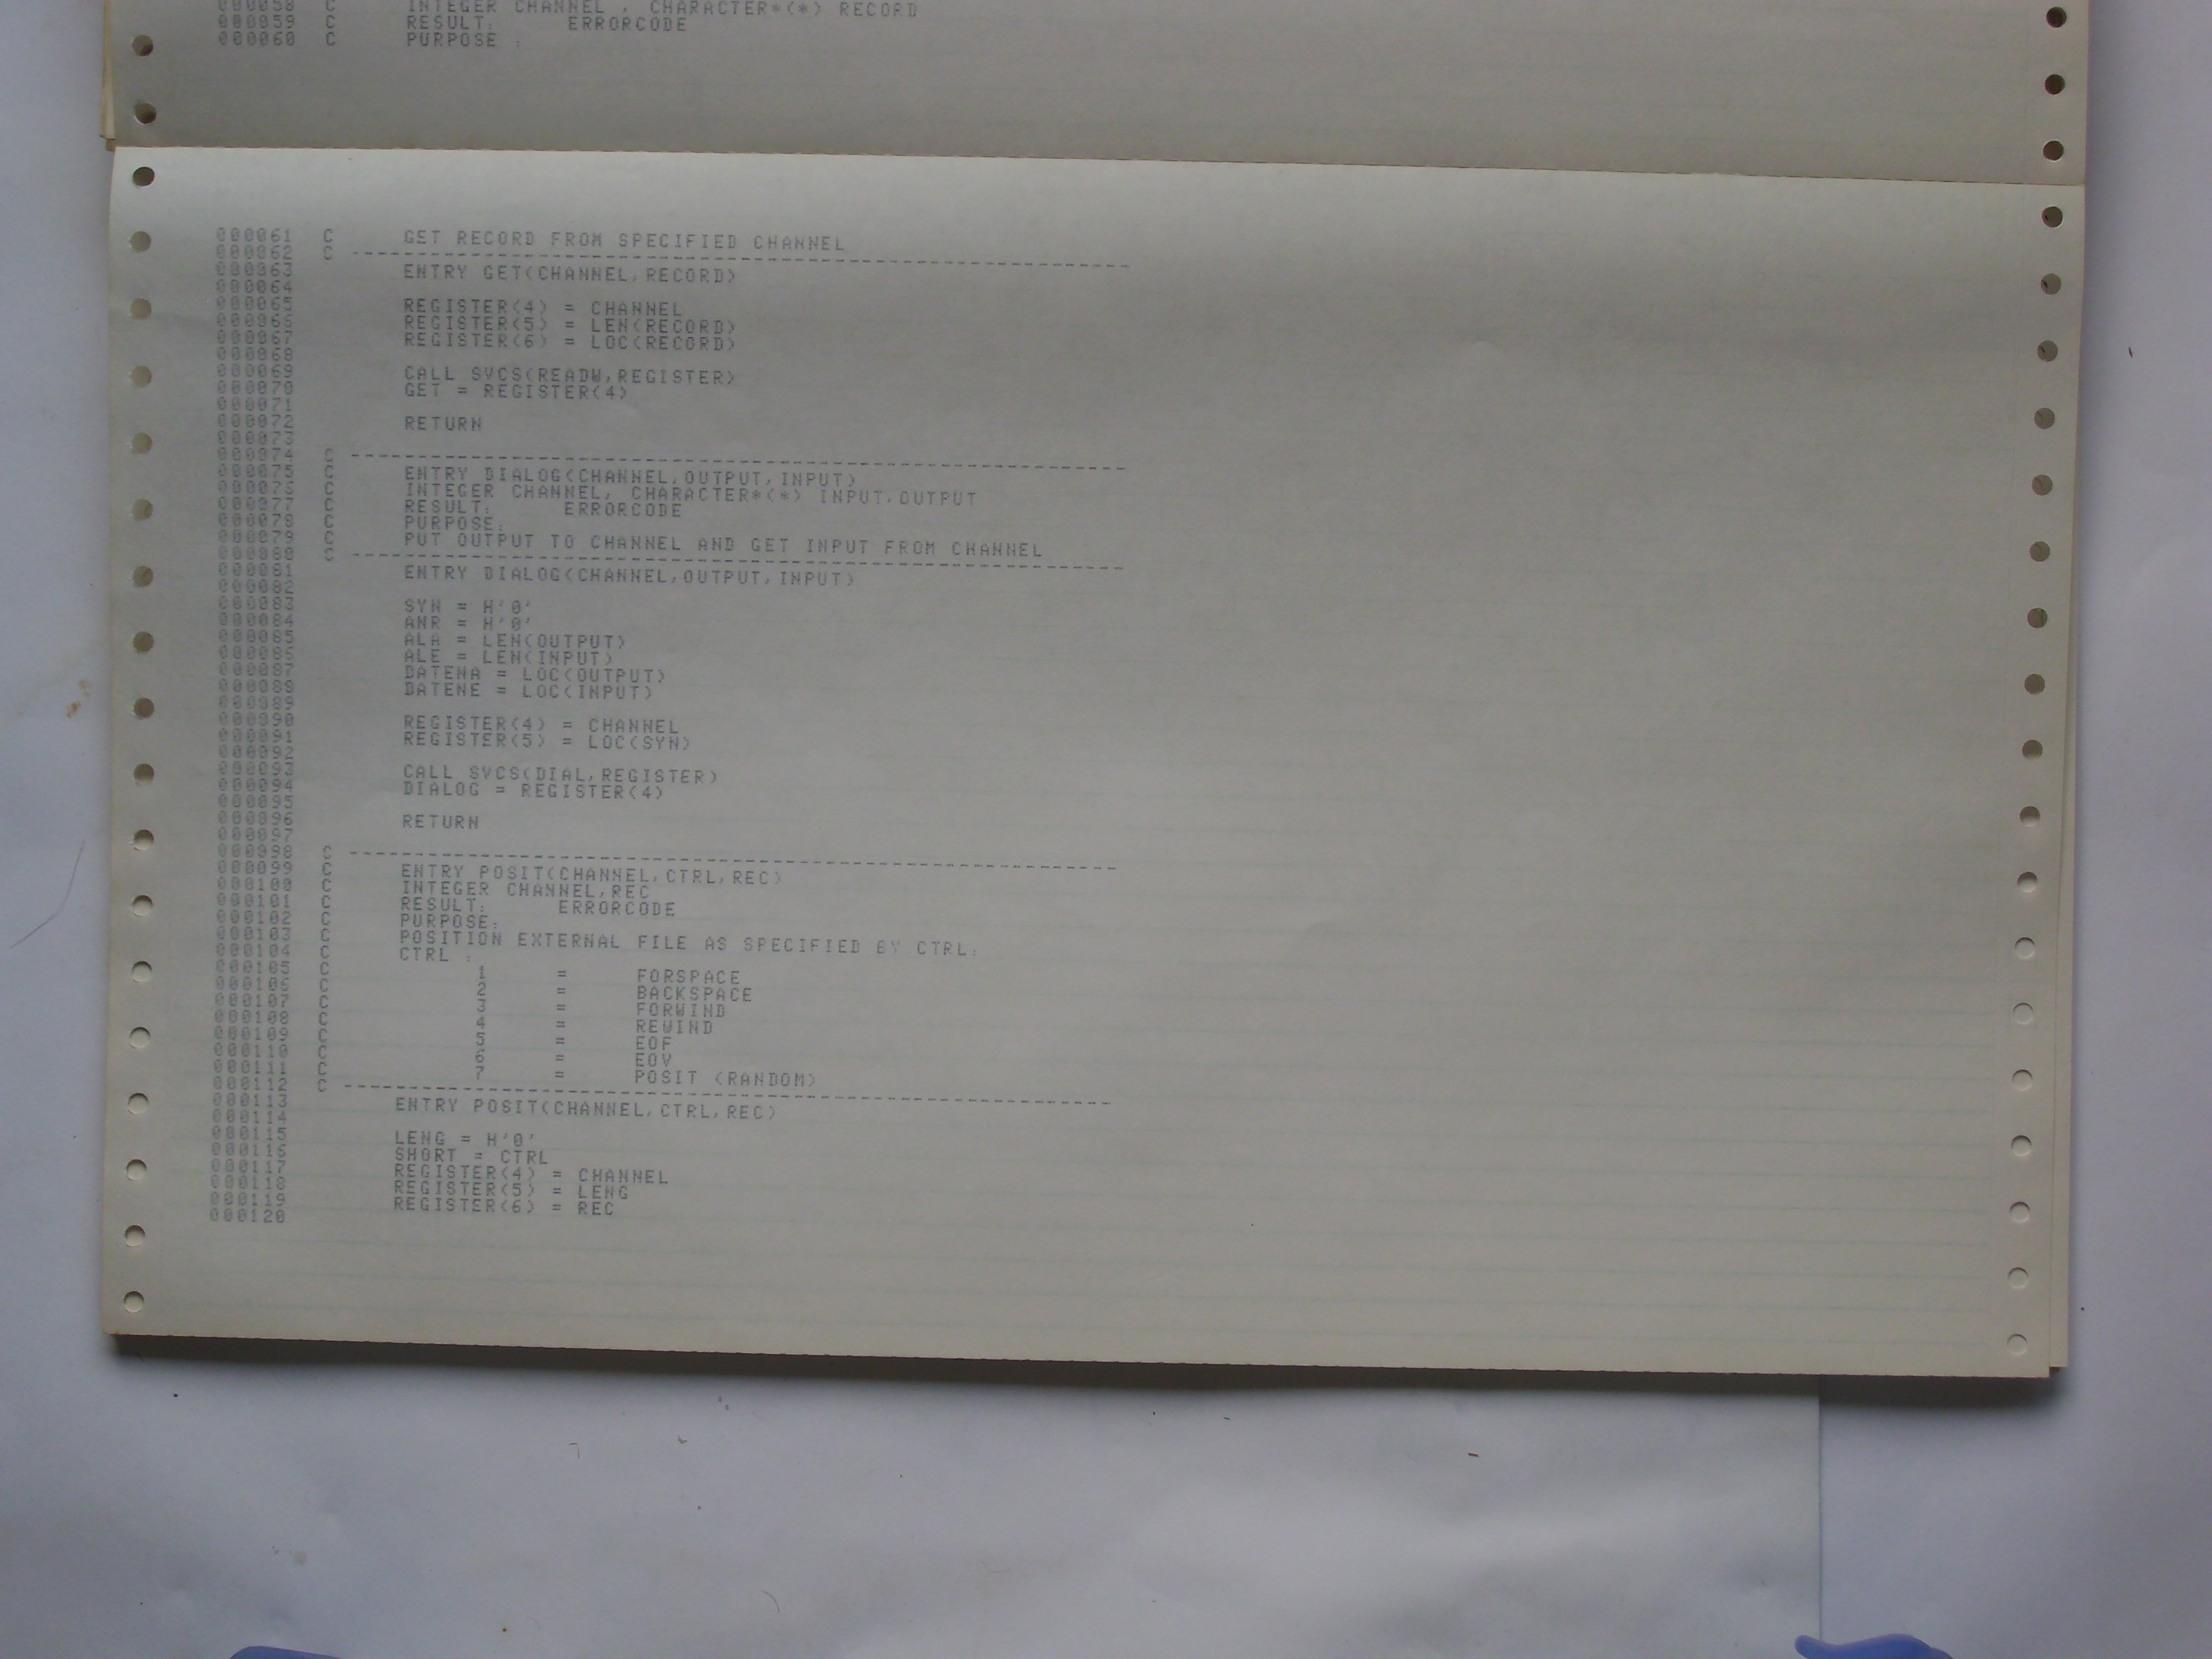 000058  C      INTEGER CHANNEL , CHARACTER*(*) RECORD
000059  C      RESULT:      ERRORCODE
000060  C      PURPOSE :
000061  C      GET RECORD FROM SPECIFIED CHANNEL
000062  C -----------------------------------------------------------
000063         ENTRY GET(CHANNEL,RECORD)
000064
000065         REGISTER(4) = CHANNEL
000066         REGISTER(5) = LEN(RECORD)
000067         REGISTER(6) = LOC(RECORD)
000068
000069         CALL SVCS(READW,REGISTER)
000070         GET = REGISTER(4)
000071
000072         RETURN
000073
000074  C -----------------------------------------------------------
000075  C      ENTRY DIALOG(CHANNEL,OUTPUT,INPUT)
000076  C      INTEGER CHANNEL, CHARACTER*(*) INPUT,OUTPUT
000077  C      RESULT:      ERRORCODE
000078  C      PURPOSE:
000079  C      PUT OUTPUT TO CHANNEL AND GET INPUT FROM CHANNEL
000080  C -----------------------------------------------------------
000081         ENTRY DIALOG(CHANNEL,OUTPUT,INPUT)
000082
000083         SYN = H'0'
000084         ANR = H'0'
000085         ALA = LEN(OUTPUT)
000086         ALE = LEN(INPUT)
000087         DATENA = LOC(OUTPUT)
000088         DATENE = LOC(INPUT)
000089
000090         REGISTER(4) = CHANNEL
000091         REGISTER(5) = LOC(SYN)
000092
000093         CALL SVCS(DIAL,REGISTER)
000094         DIALOG = REGISTER(4)
000095
000096         RETURN
000097
000098  C -----------------------------------------------------------
000099  C      ENTRY POSIT(CHANNEL,CTRL,REC)
000100  C      INTEGER CHANNEL,REC
000101  C      RESULT:      ERRORCODE
000102  C      PURPOSE:
000103  C      POSITION EXTERNAL FILE AS SPECIFIED BY CTRL:
000104  C      CTRL :
000105  C            1     =     FORSPACE
000106  C            2     =     BACKSPACE
000107  C            3     =     FORWIND
000108  C            4     =     REWIND
000109  C            5     =     EOF
000110  C            6     =     EOV
000111  C            7     =     POSIT (RANDOM)
000112  C -----------------------------------------------------------
000113         ENTRY POSIT(CHANNEL,CTRL,REC)
000114
000115         LENG = H'0'
000116         SHORT = CTRL
000117         REGISTER(4) = CHANNEL
000118         REGISTER(5) = LENG
000119         REGISTER(6) = REC
000120